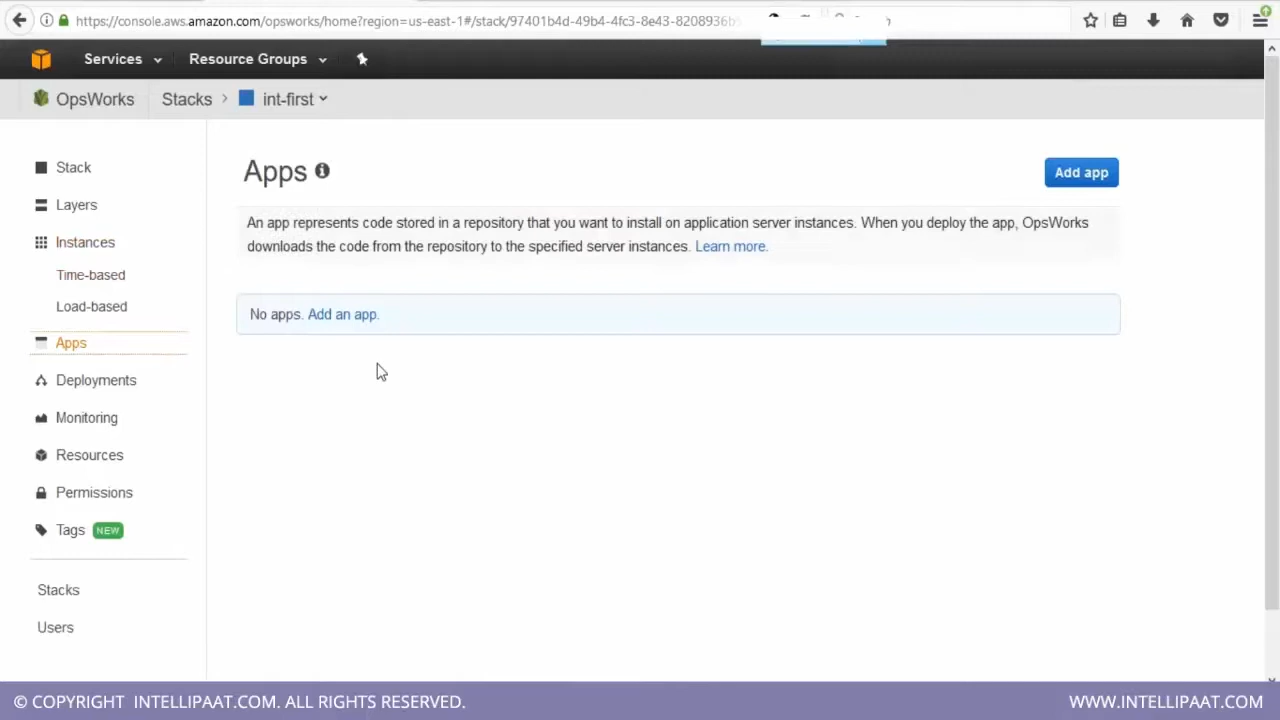 https://console.aws.amazon.com/opsworks/home?region=us-east-1#/stack/97401b4d-49b4-4fc3-8e43-8208936b
Services
Resource Groups
OpsWorks
Stacks
int-first
Stack
Layers
Instances
Time-based
Load-based
Apps
Deployments
Monitoring
Resources
Permissions
Tags NEW
Stacks
Users
Apps
Add app
An app represents code stored in a repository that you want to install on application server instances. When you deploy the app, OpsWorks
downloads the code from the repository to the specified server instances. Learn more.
No apps. Add an app.
© COPYRIGHT INTELLIPAAT.COM. ALL RIGHTS RESERVED.
WWW.INTELLIPAAT.COM